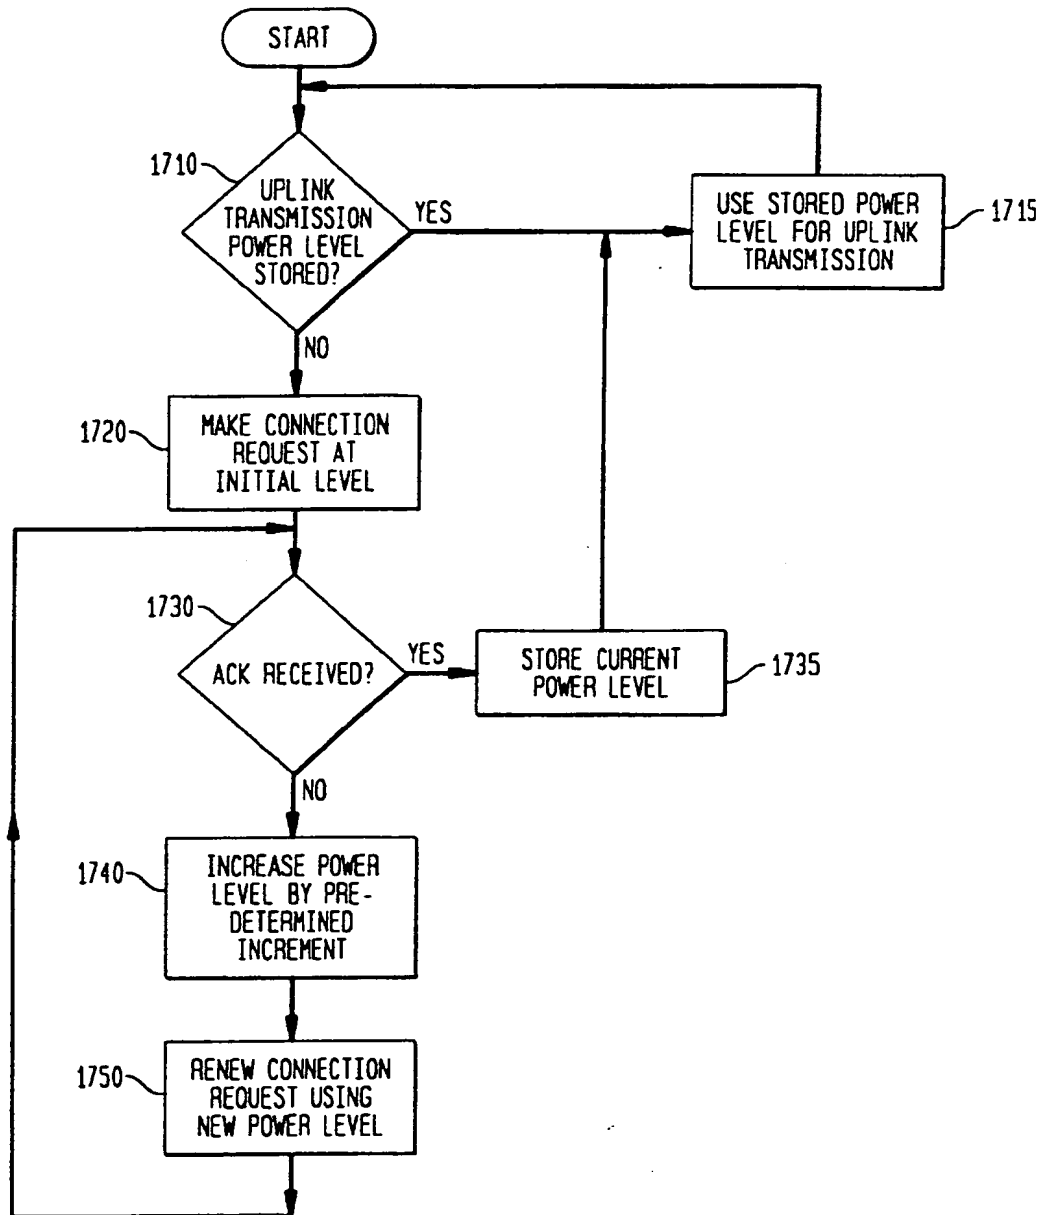 START
1710
UPLINK
TRANSMISSION
POWER LEVEL
STORED?
YES
USE STORED POWER
LEVEL FOR UPLINK
TRANSMISSION
1715
NO
1720
MAKE CONNECTION
REQUEST AT
INITIAL LEVEL
1730
ACK RECEIVED?
YES
STORE CURRENT
POWER LEVEL
1735
NO
1740
INCREASE POWER
LEVEL BY PRE-
DETERMINED
INCREMENT
1750
RENEW CONNECTION
REQUEST USING
NEW POWER LEVEL